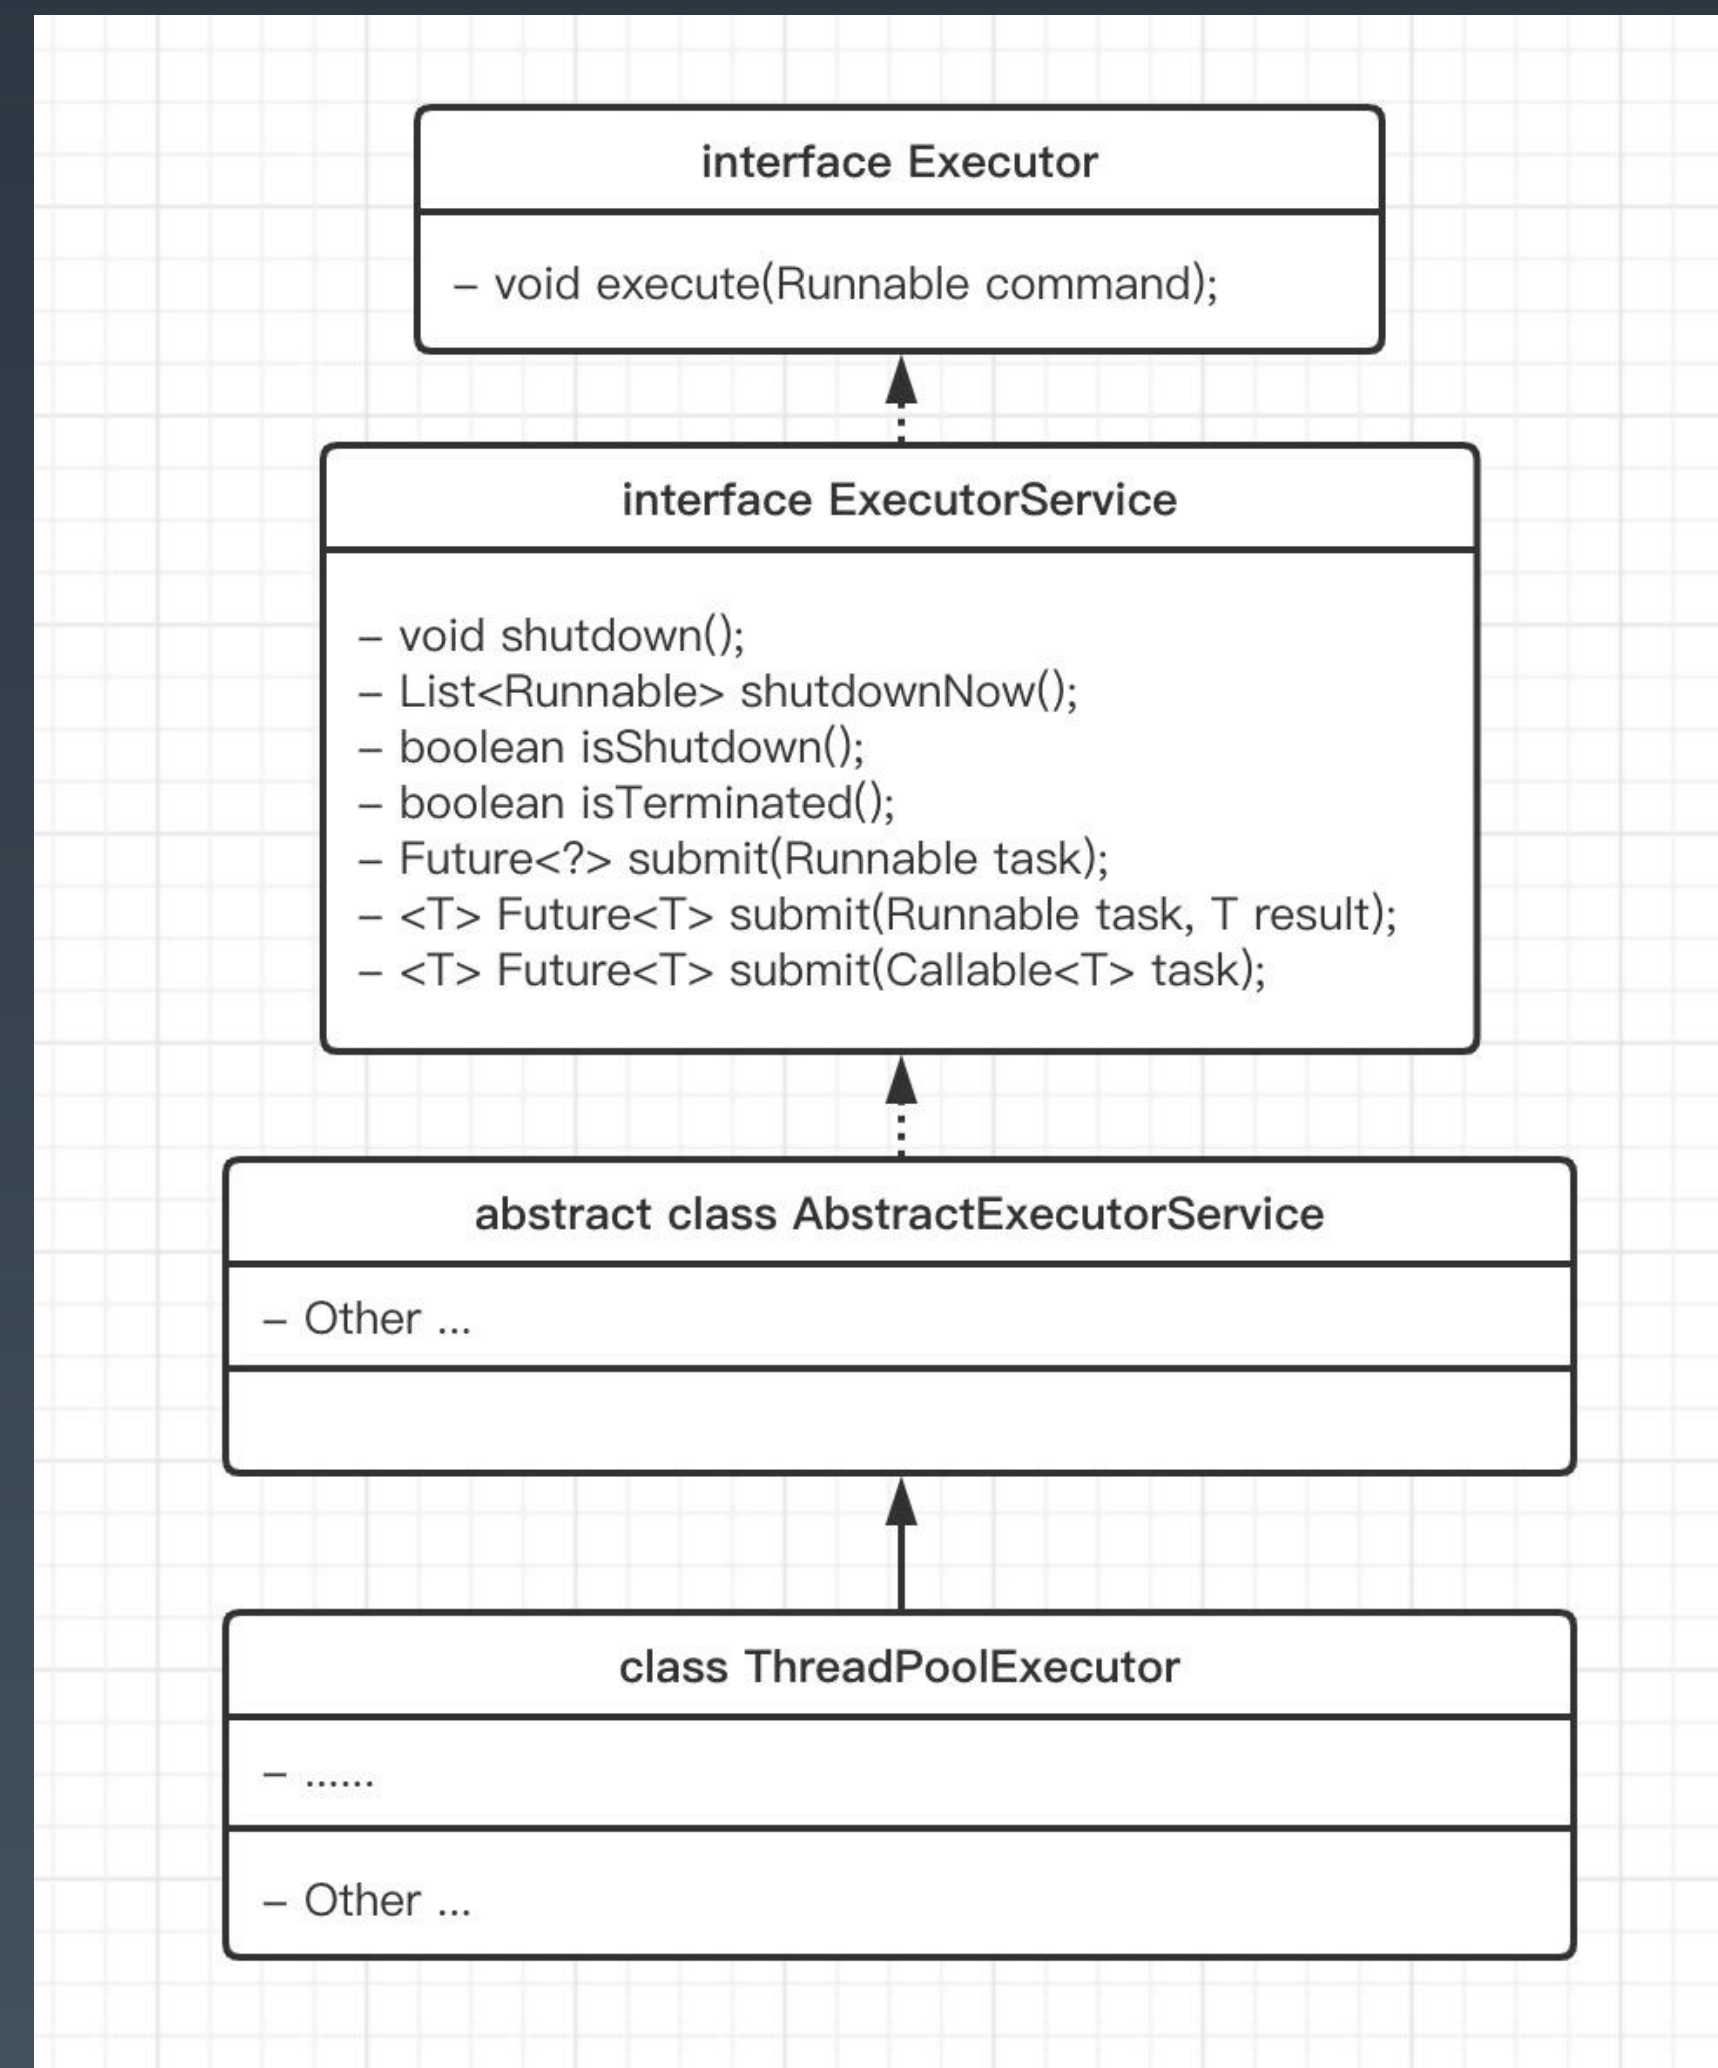 interface Executor
– void execute(Runnable command);
interface ExecutorService
– void shutdown();
– List<Runnable> shutdownNow();
– boolean isShutdown();
– boolean isTerminated();
– Future<?> submit(Runnable task);
– <T> Future<T> submit(Runnable task, T result);
– <T> Future<T> submit(Callable<T> task);
abstract class AbstractExecutorService
– Other ...
class ThreadPoolExecutor
– ......
– Other ...